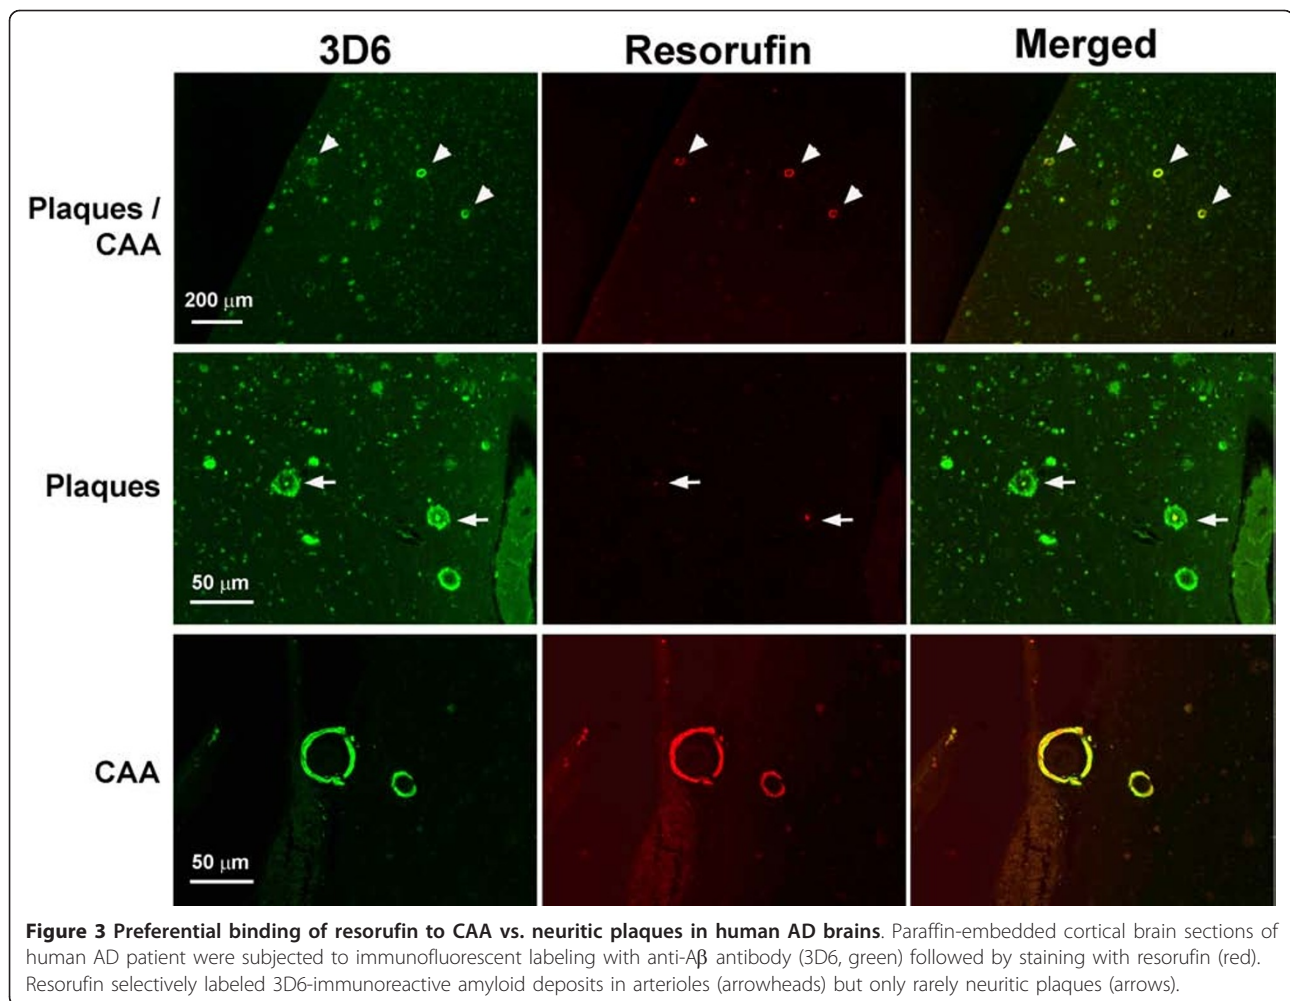 3D6 Resorufin Merged
Plaques /
CAA
200 μm
Plaques
50 μm
CAA
50 μm
Figure 3 Preferential binding of resorufin to CAA vs. neuritic plaques in human AD brains. Paraffin-embedded cortical brain sections of
human AD patient were subjected to immunofluorescent labeling with anti-Aβ antibody (3D6, green) followed by staining with resorufin (red).
Resorufin selectively labeled 3D6-immunoreactive amyloid deposits in arterioles (arrowheads) but only rarely neuritic plaques (arrows).